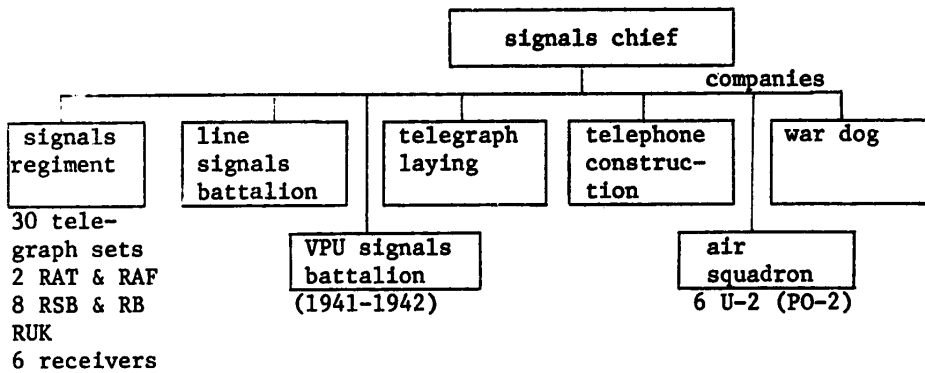 signals chief
companies
signals
regiment
30 tele-
graph sets
2 RAT & RAF
8 RSB & RB
RUK
6 receivers
line
signals
battalion
VPU signals
battalion
(1941-1942)
telegraph
laying
telephone
construc-
tion
air
squadron
6 U-2 (PO-2)
war dog